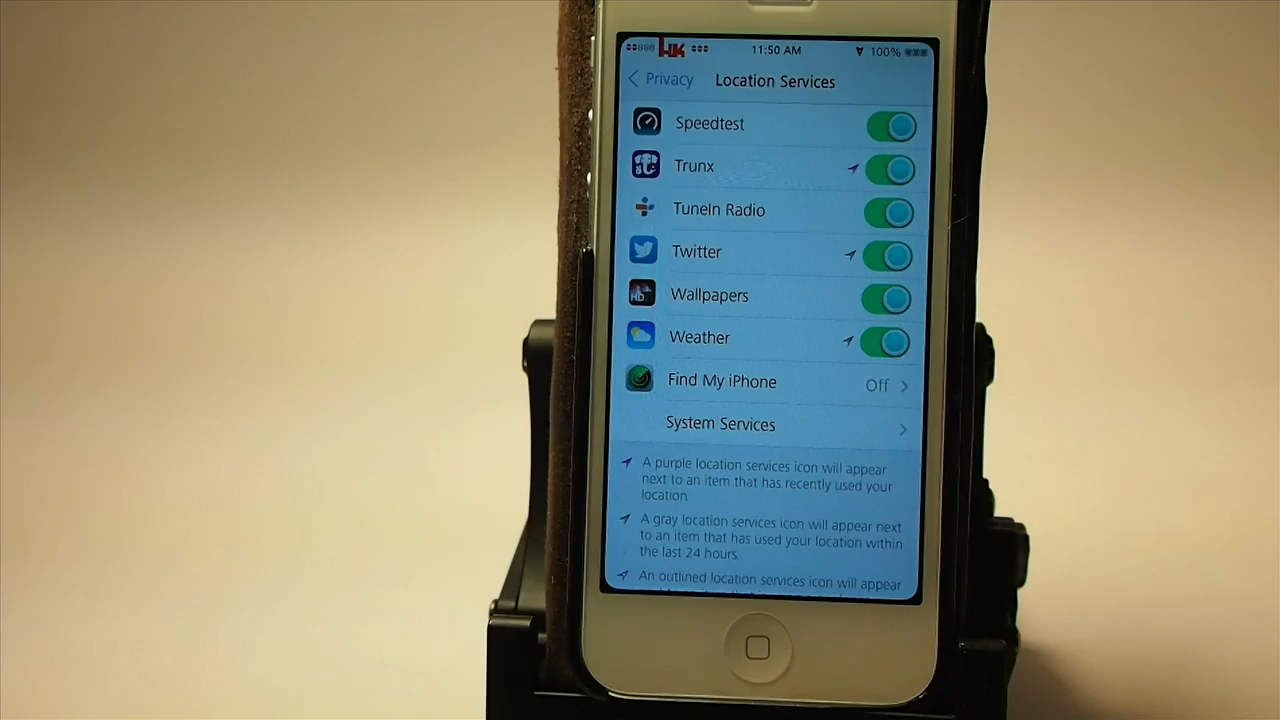 HK 11:50 AM 100%
Privacy Location Services
Speedtest
Trunx
TuneIn Radio
Twitter
HD
Wallpapers
Weather
Find My iPhone Off
System Services
A purple location services icon will appear
next to an item that has recently used your
location.
A gray location services icon will appear next
to an item that has used your location within
the last 24 hours.
An outlined location services icon will appear